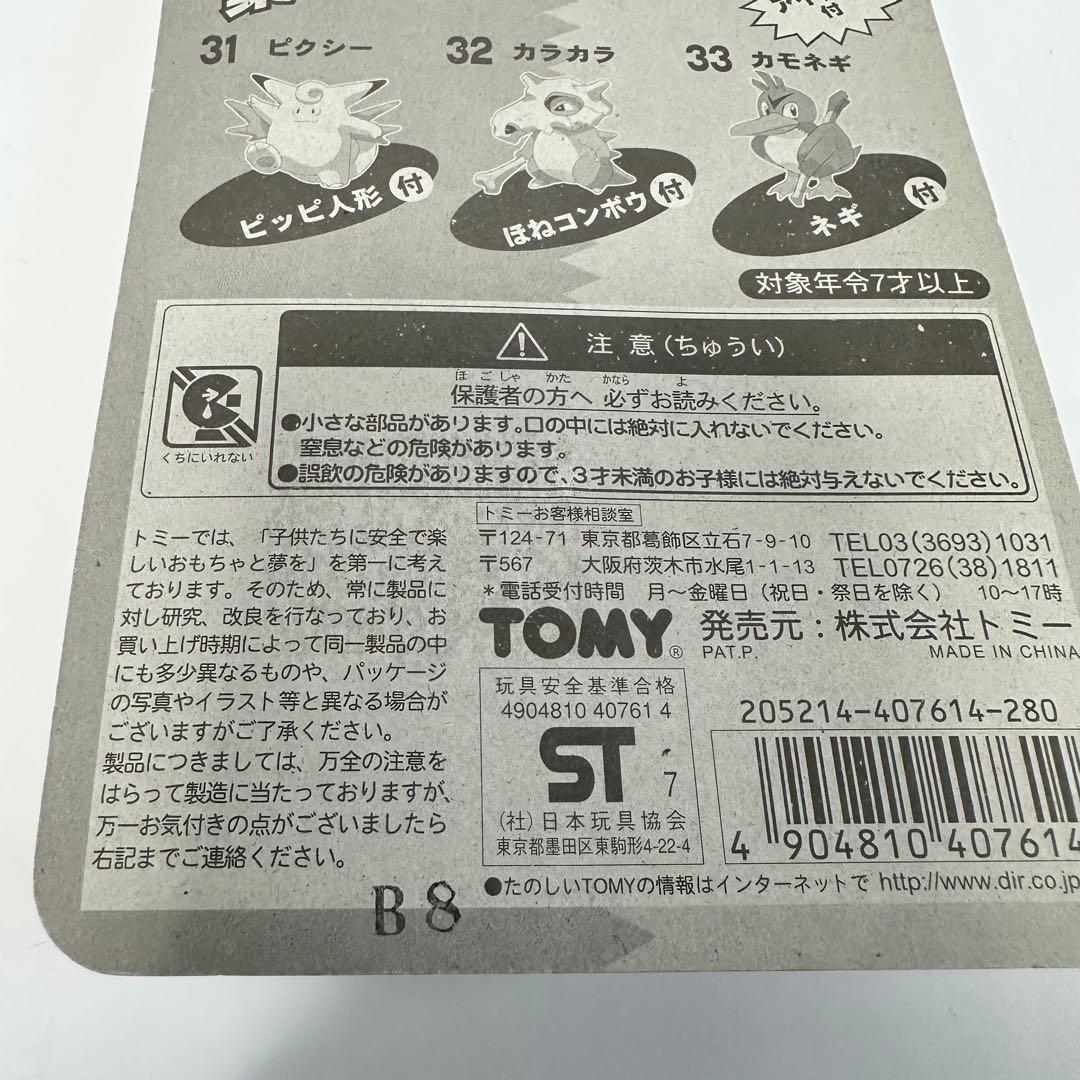 付
31 ピクシー
32 カラカラ
33 カモネギ
ピッピ人形 付
ほねコンボウ 付
ネギ 付
対象年令7才以上
注意(ちゅうい)
ほごしゃ かた かなら よ
保護者の方へ 必ずお読みください。
●小さな部品があります。口の中には絶対に入れないでください。
窒息などの危険があります。
●誤飲の危険がありますので、3才未満のお子様には絶対与えないでください。
くちにいれない
トミーでは、「子供たちに安全で楽
しいおもちゃと夢を」を第一に考え
ております。そのため、常に製品に
対し研究、改良を行なっており、お
買い上げ時期によって同一製品の中
にも多少異なるものや、パッケージ
の写真やイラスト等と異なる場合が
ございますがご了承ください。
製品につきましては、万全の注意を
はらって製造に当たっておりますが、
万一お気付きの点がございましたら
右記までご連絡ください。
トミーお客様相談室
〒124-71 東京都葛飾区立石7-9-10 TEL03(3693)1031
〒567 大阪府茨木市水尾1-1-13 TEL0726(38)1811
*電話受付時間 月〜金曜日(祝日・祭日を除く) 10〜17時
TOMY® 発売元:株式会社トミー
PAT.P. MADE IN CHINA
玩具安全基準合格
4904810 40761 4
ST 7
(社)日本玩具協会
東京都墨田区東駒形4-22-4
205214-407614-280
4 904810 407614
●たのしいTOMYの情報はインターネットで http://www.dir.co.jp
B8